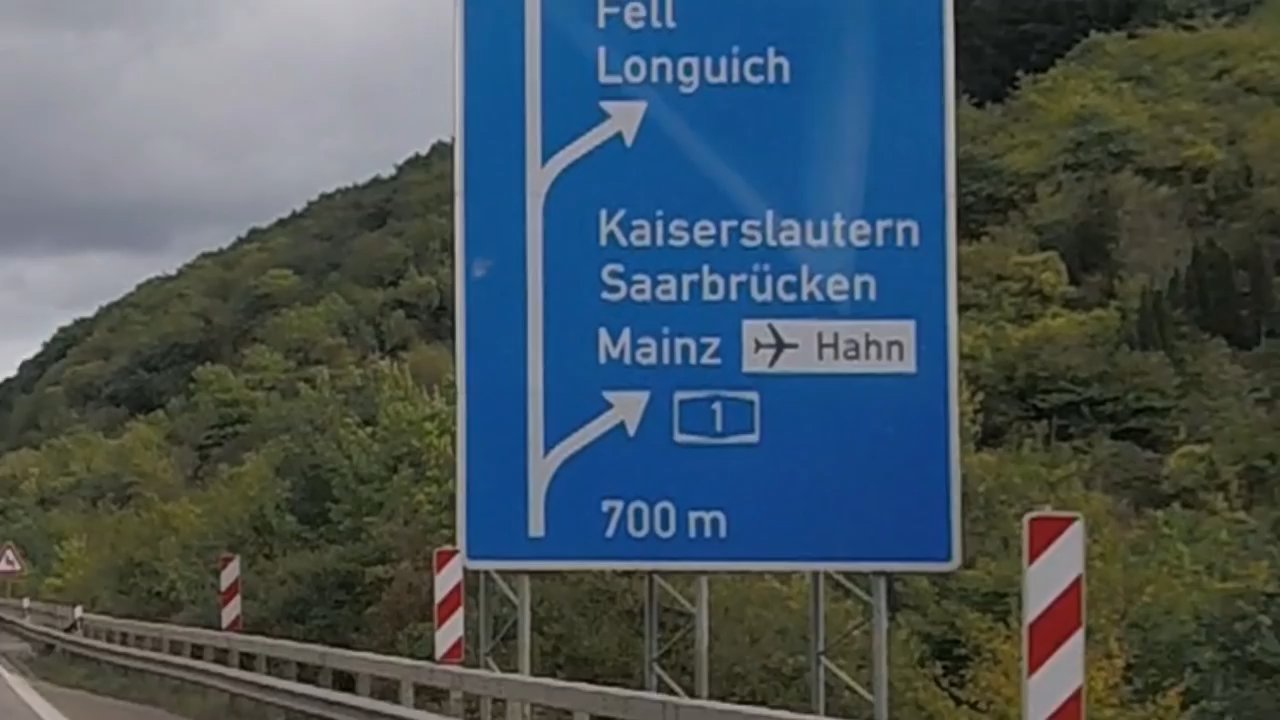 Fell
Longuich
Kaiserslautern
Saarbrücken
Mainz Hahn
1
700 m